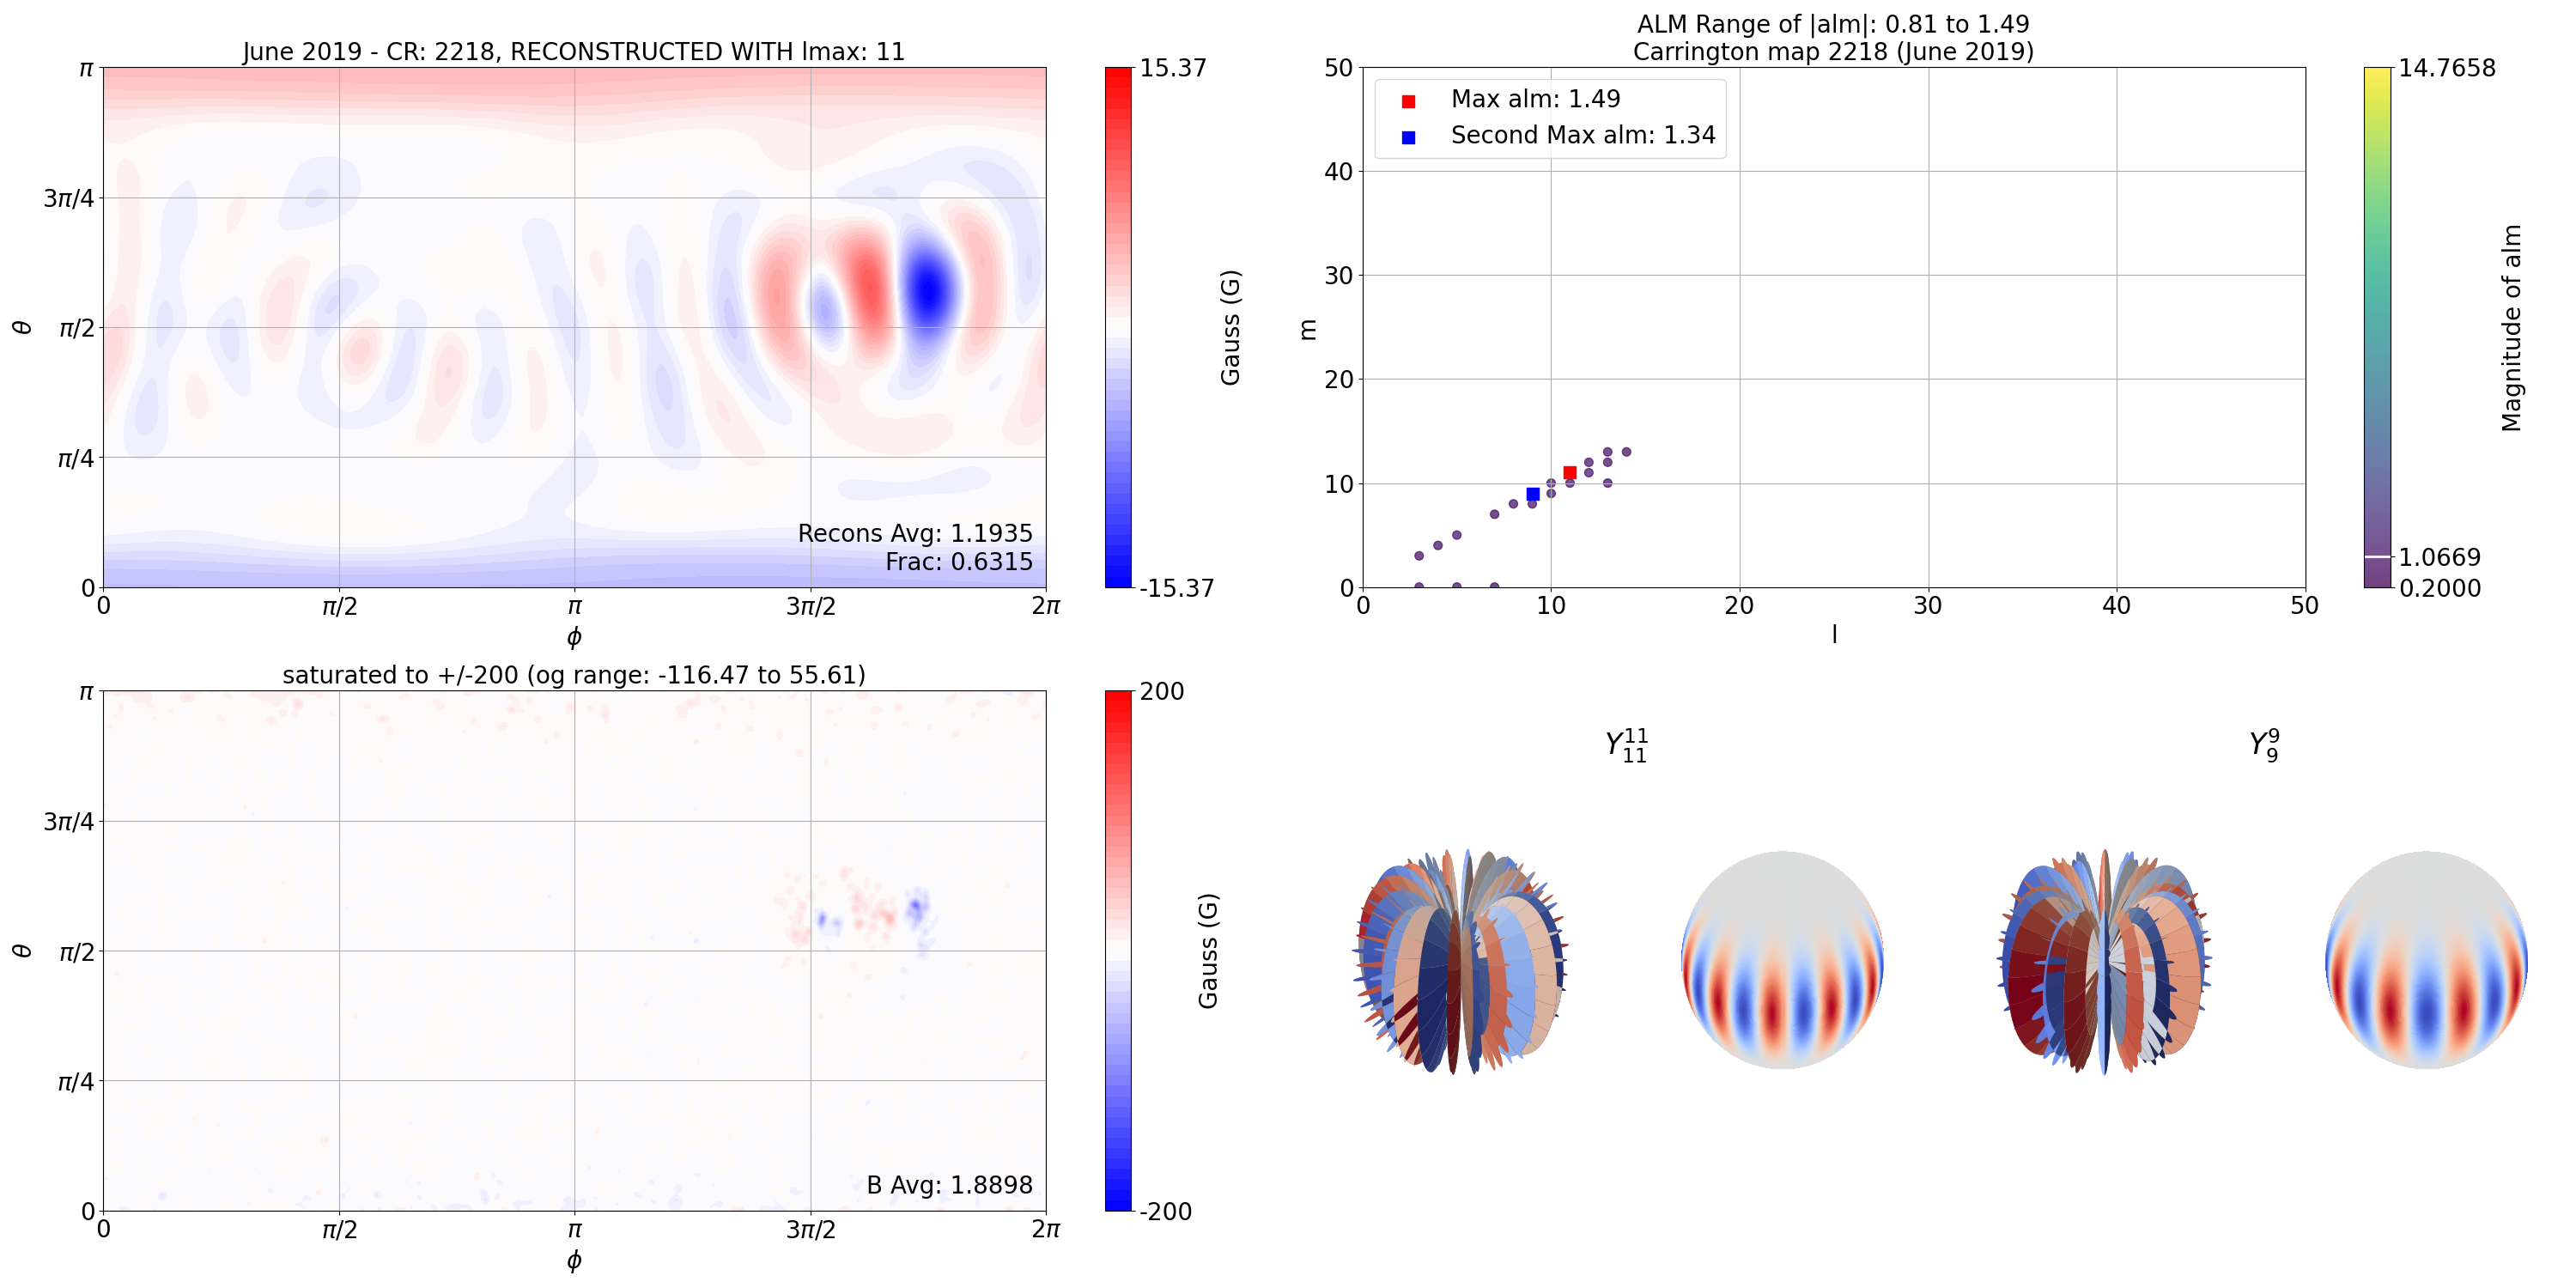 June 2019 - CR: 2218, RECONSTRUCTED WITH lmax: 11
π
3π/4
π/2
π/4
0
θ
0
π/2
π
3π/2
2π
ϕ
Recons Avg: 1.1935
Frac: 0.6315
15.37
-15.37
Gauss (G)
ALM Range of |alm|: 0.81 to 1.49
Carrington map 2218 (June 2019)
Max alm: 1.49
Second Max alm: 1.34
50
40
30
20
10
0
m
0
10
20
30
40
50
l
14.7658
1.0669
0.2000
Magnitude of alm
saturated to +/-200 (og range: -116.47 to 55.61)
π
3π/4
π/2
π/4
0
θ
0
π/2
π
3π/2
2π
ϕ
B Avg: 1.8898
200
-200
Gauss (G)
Y₁₁¹¹
Y₉⁹